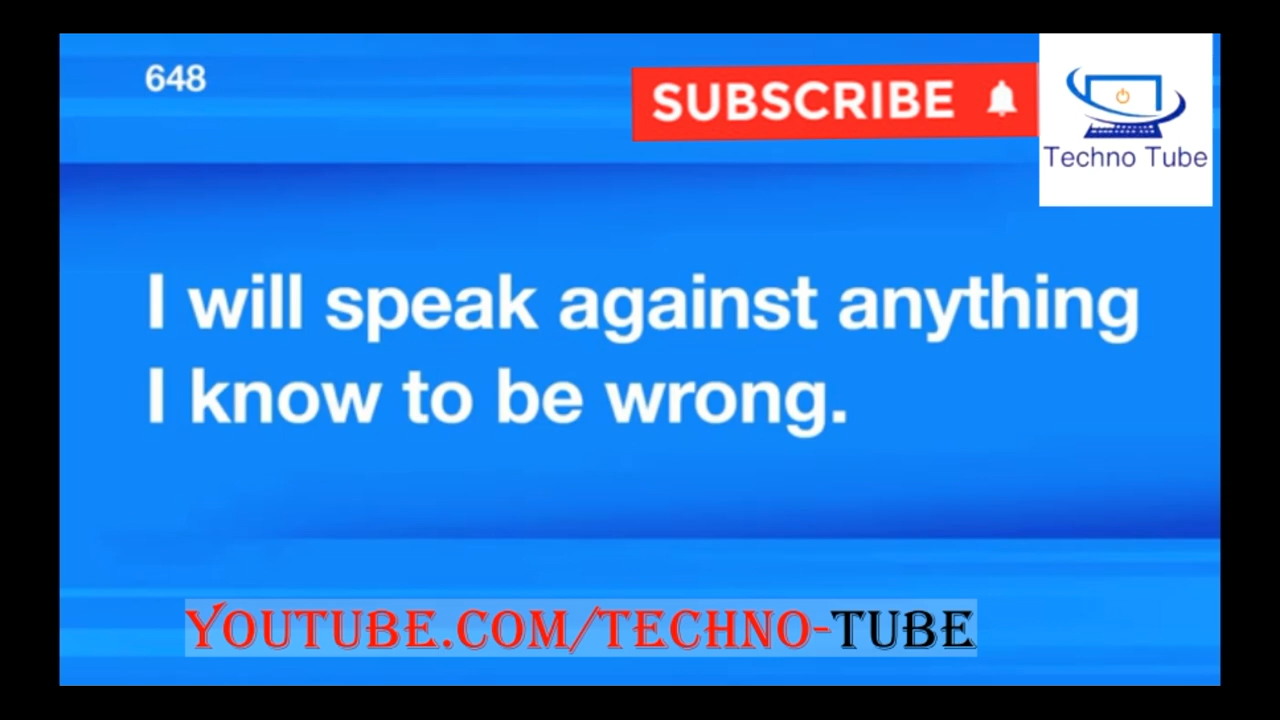 648
SUBSCRIBE
Techno Tube
I will speak against anything
I know to be wrong.
YOUTUBE.COM/TECHNO-TUBE